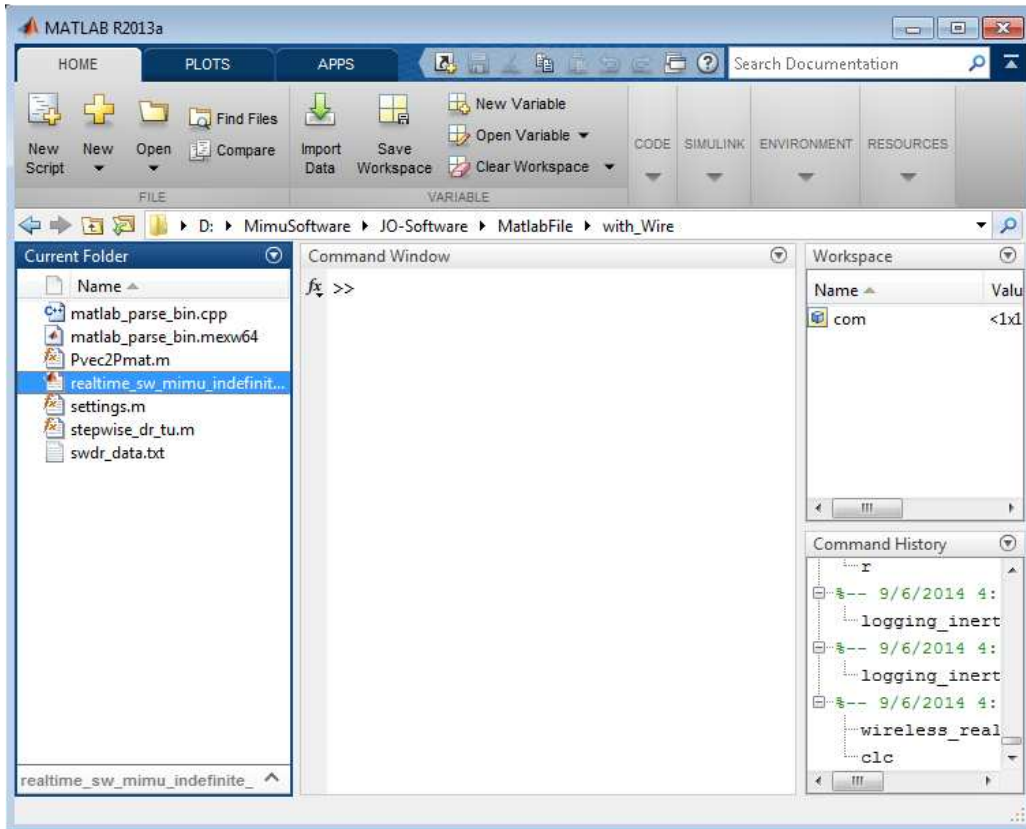 MATLAB R2013a
HOME PLOTS APPS Search Documentation
New Script
New
Open
Find Files
Compare
FILE
Import Data
Save Workspace
New Variable
Open Variable
Clear Workspace
VARIABLE
CODE SIMULINK ENVIRONMENT RESOURCES
D: MimuSoftware JO-Software MatlabFile with_Wire
Current Folder
Name
matlab_parse_bin.cpp
matlab_parse_bin.mexw64
Pvec2Pmat.m
realtime_sw_mimu_indefinit...
settings.m
stepwise_dr_tu.m
swdr_data.txt
realtime_sw_mimu_indefinite_
Command Window
fx >>
Workspace
Name Valu
com <1x1
Command History
r
%-- 9/6/2014 4:
logging_inert
%-- 9/6/2014 4:
logging_inert
%-- 9/6/2014 4:
wireless_real
clc